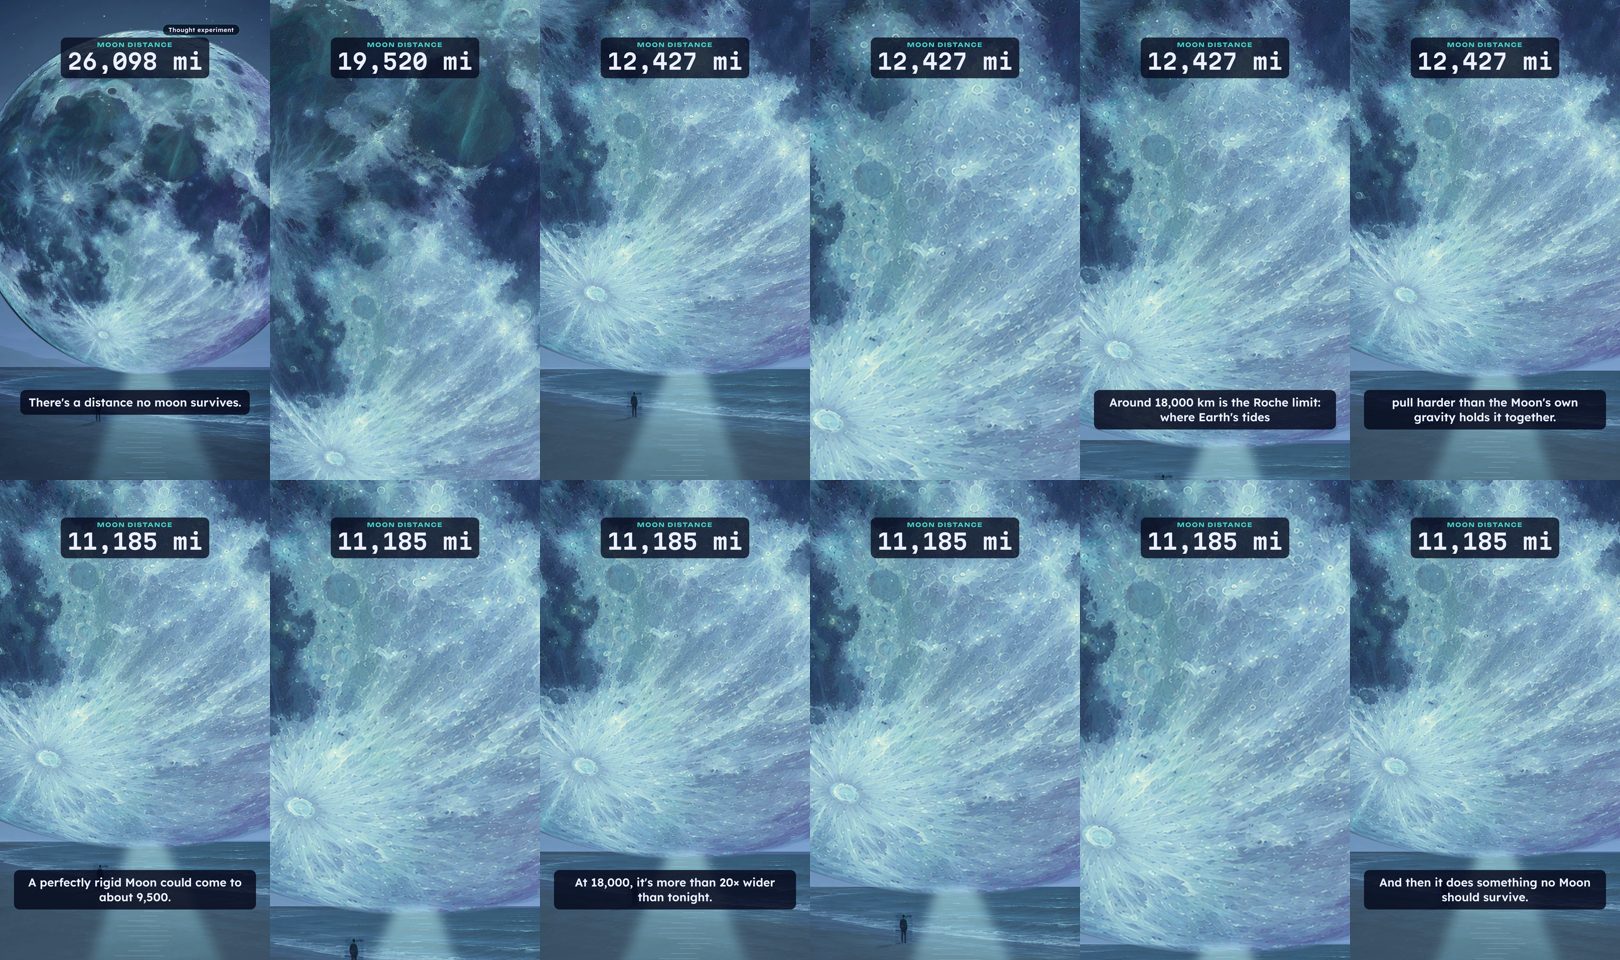 Thought experiment
MOON DISTANCE
26,098 mi
There's a distance no moon survives.
MOON DISTANCE
19,520 mi
MOON DISTANCE
12,427 mi
MOON DISTANCE
12,427 mi
MOON DISTANCE
12,427 mi
Around 18,000 km is the Roche limit:
where Earth's tides
MOON DISTANCE
12,427 mi
pull harder than the Moon's own
gravity holds it together.
MOON DISTANCE
11,185 mi
A perfectly rigid Moon could come to
about 9,500.
MOON DISTANCE
11,185 mi
MOON DISTANCE
11,185 mi
At 18,000, it's more than 20× wider
than tonight.
MOON DISTANCE
11,185 mi
MOON DISTANCE
11,185 mi
MOON DISTANCE
11,185 mi
And then it does something no Moon
should survive.